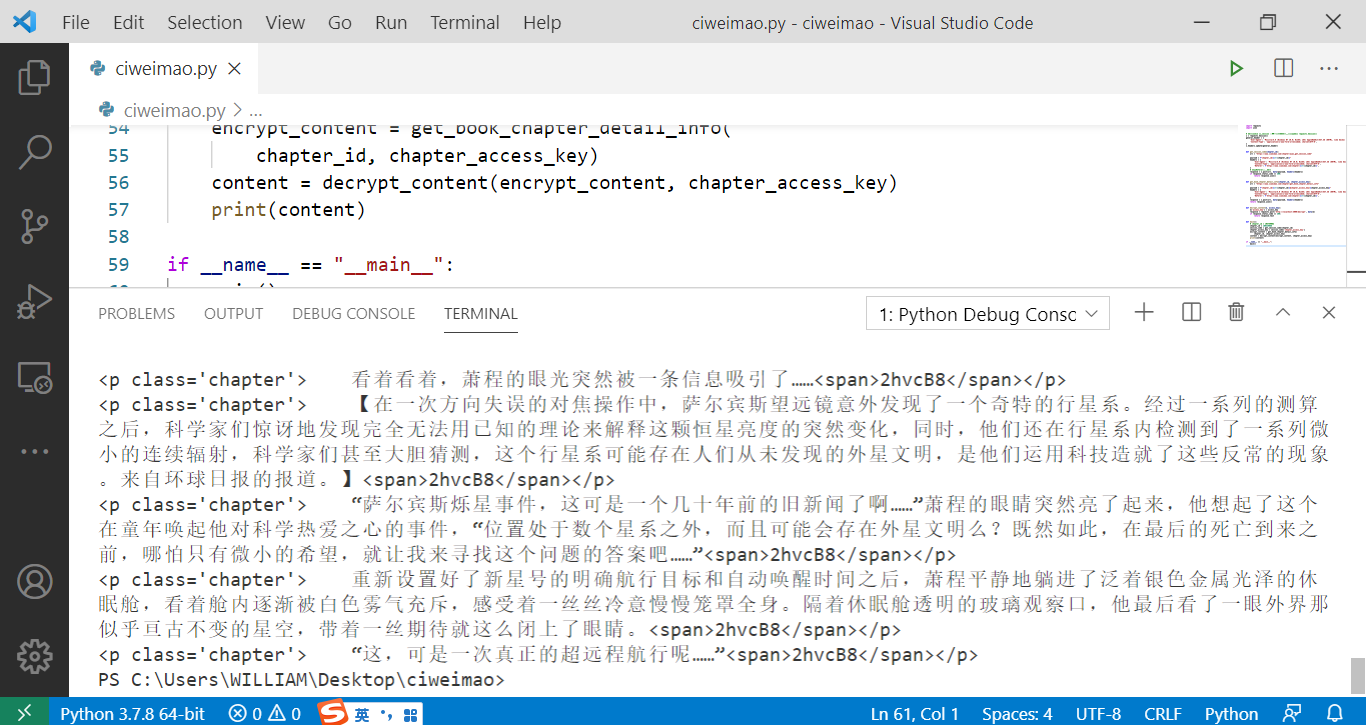 File Edit Selection View Go Run Terminal Help ciweimao.py - ciweimao - Visual Studio Code
ciweimao.py
ciweimao.py > ...
54 encrypt_content = get_book_chapter_detail_info(
55 chapter_id, chapter_access_key)
56 content = decrypt_content(encrypt_content, chapter_access_key)
57 print(content)
58
59 if __name__ == "__main__":
PROBLEMS OUTPUT DEBUG CONSOLE TERMINAL 1: Python Debug Consc
<p class='chapter'>    看着看着，萧程的眼光突然被一条信息吸引了……<span>2hvcB8</span></p>
<p class='chapter'>    【在一次方向失误的对焦操作中，萨尔宾斯望远镜意外发现了一个奇特的行星系。经过一系列的测算
之后，科学家们惊讶地发现完全无法用已知的理论来解释这颗恒星亮度的突然变化，同时，他们还在行星系内检测到了一系列微
小的连续辐射，科学家们甚至大胆猜测，这个行星系可能存在人们从未发现的外星文明，是他们运用科技造就了这些反常的现象
。来自环球日报的报道。】<span>2hvcB8</span></p>
<p class='chapter'>    “萨尔宾斯烁星事件，这可是一个几十年前的旧新闻了啊……”萧程的眼睛突然亮了起来，他想起了这个
在童年唤起他对科学热爱之心的事件，“位置处于数个星系之外，而且可能会存在外星文明么？既然如此，在最后的死亡到来之
前，哪怕只有微小的希望，就让我来寻找这个问题的答案吧……”<span>2hvcB8</span></p>
<p class='chapter'>    重新设置好了新星号的明确航行目标和自动唤醒时间之后，萧程平静地躺进了泛着银色金属光泽的休
眠舱，看着舱内逐渐被白色雾气充斥，感受着一丝丝冷意慢慢笼罩全身。隔着休眠舱透明的玻璃观察口，他最后看了一眼外界那
似乎亘古不变的星空，带着一丝期待就这么闭上了眼睛。<span>2hvcB8</span></p>
<p class='chapter'>    “这，可是一次真正的超远程航行呢……”<span>2hvcB8</span></p>
PS C:\Users\WILLIAM\Desktop\ciweimao>
Python 3.7.8 64-bit 0 0 英 Ln 61, Col 1 Spaces: 4 UTF-8 CRLF Python